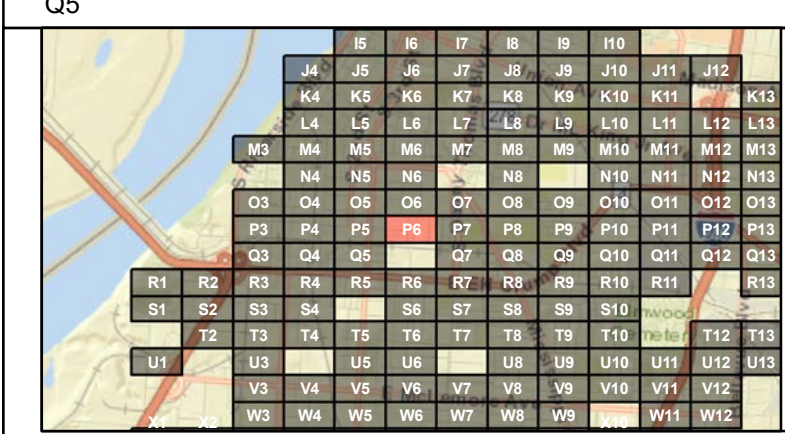 Q5
I5 I6 I7 I8 I9 I10
J4 J5 J6 J7 J8 J9 J10 J11 J12
K4 K5 K6 K7 K8 K9 K10 K11 K13
L4 L5 L6 L7 L8 L9 L10 L11 L12 L13
M3 M4 M5 M6 M7 M8 M9 M10 M11 M12 M13
N4 N5 N6 N8 N10 N11 N12 N13
O3 O4 O5 O6 O7 O8 O9 O10 O11 O12 O13
P3 P4 P5 P6 P7 P8 P9 P10 P11 P12 P13
Q3 Q4 Q5 Q7 Q8 Q9 Q10 Q11 Q12 Q13
R1 R2 R3 R4 R5 R6 R7 R8 R9 R10 R11 R13
S1 S2 S3 S4 S6 S7 S8 S9 S10
T2 T3 T4 T5 T6 T7 T8 T9 T10 T12 T13
U1 U3 U5 U6 U8 U9 U10 U11 U12 U13
V3 V4 V5 V6 V7 V8 V9 V10 V11 V12
W3 W4 W5 W6 W7 W8 W9 W11 W12
X1 X2 X10